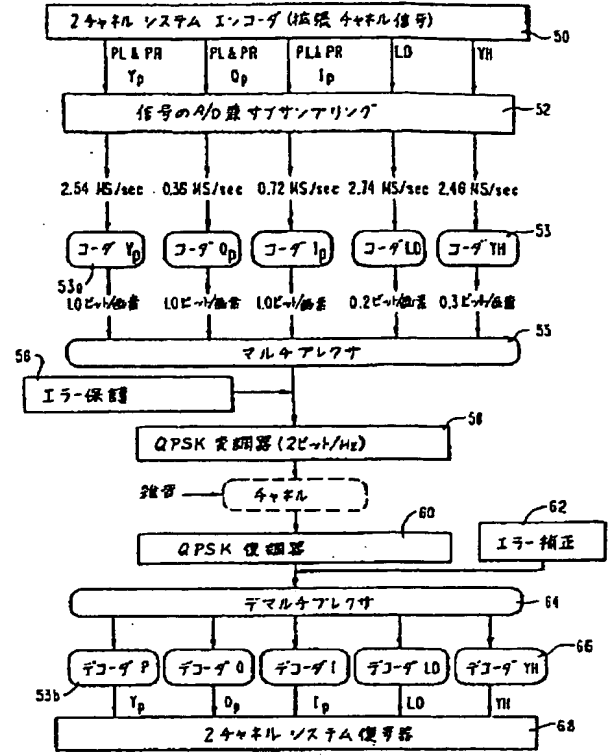 2チャネル システム エンコーダ (拡張 チャネル信号) 50
PL & PR PL & PR PL & PR LD YH
Yp Qp Ip
信号の A/D 兼サブサンプリング 52
2.54 MS/sec 0.36 MS/sec 0.72 MS/sec 2.74 MS/sec 2.46 MS/sec
53
コーダ Yp コーダ Qp コーダ Ip コーダ LD コーダ YH
53a
1.0ビット/画素 1.0ビット/画素 1.0ビット/画素 0.2ビット/画素 0.3ビット/画素
55
マルチプレクサ
56
エラー保護
58
QPSK 変調器 (2ビット/Hz)
雑音 チャネル
60
62
QPSK 復調器 エラー補正
デマルチプレクサ 64
デコーダ P デコーダ Q デコーダ I デコーダ LD デコーダ YH 66
53b
Yp Qp Ip LD YH
2チャネル システム復号器 68